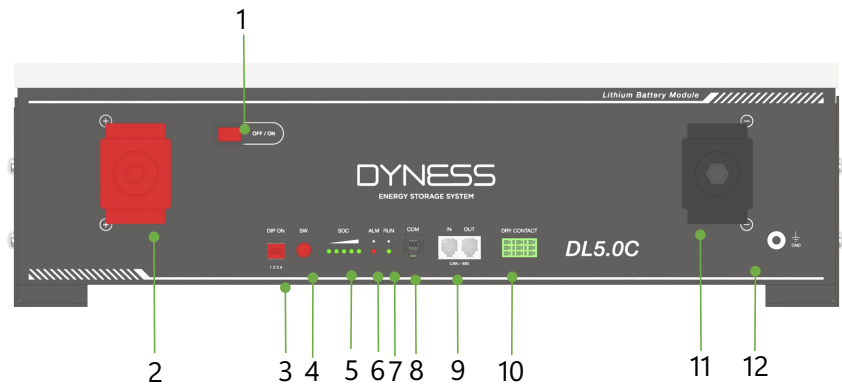 1
Lithium Battery Module
+
OFF / ON
−
DYNESS
ENERGY STORAGE SYSTEM
+
−
DIP ON
SW
SOC
ALM
RUN
COM
IN
OUT
DRY CONTACT
DL5.0C
GND
1 2 3 4
CAN / 485
2
3
4
5
6
7
8
9
10
11
12